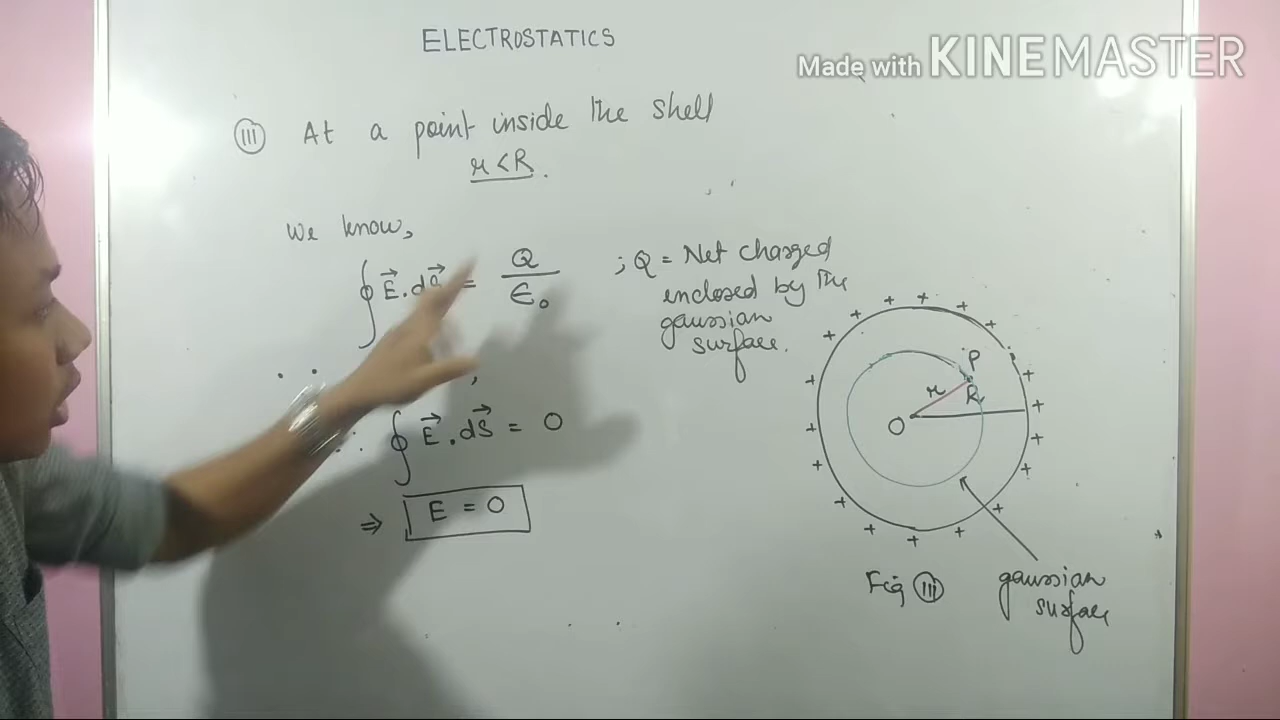 ELECTROSTATICS
Made with KINEMASTER
(III) At a point inside the shell
r < R.
We know,
∮ E⃗ . d = Q / ϵ₀
; Q = Net charged
enclosed by the
gaussian
surface.
∴ ∮ E⃗ . dS⃗ = 0
⇒ E = 0
P
r
R
O
+ + + + + + + + + + + + + + + + + + + +
Fig (III)
gaussian
surface